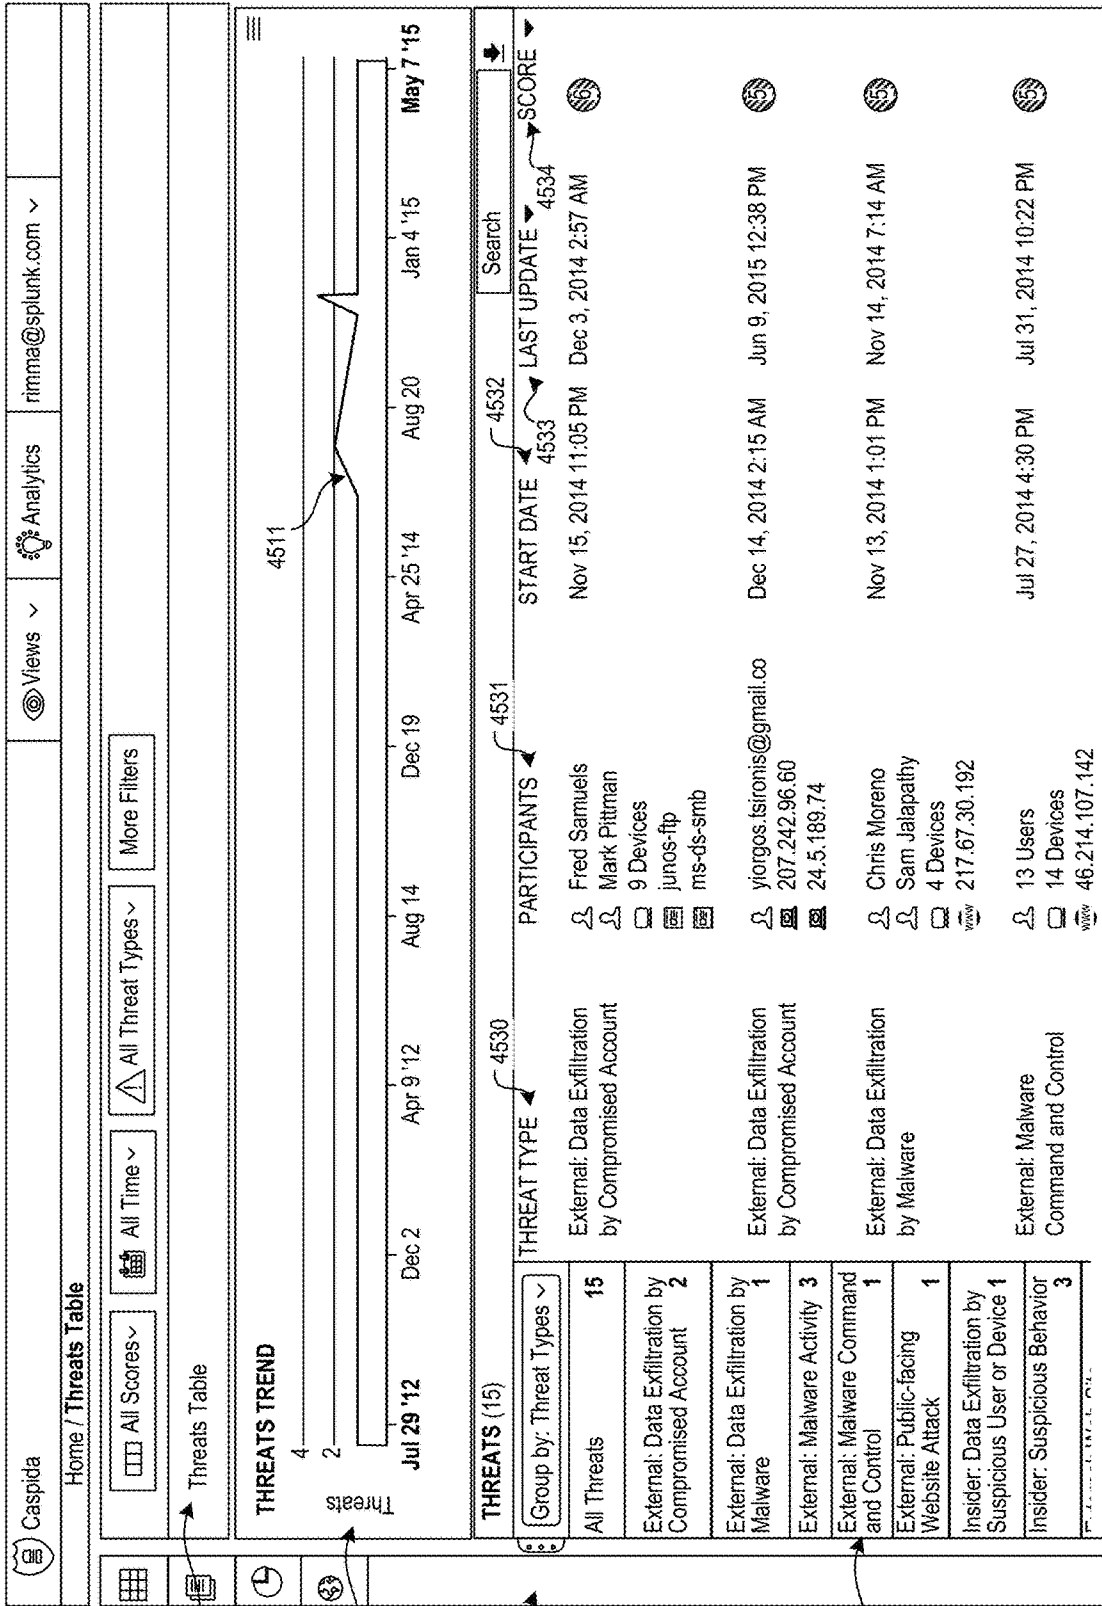 Caspida
Views
Analytics
rimma@splunk.com
Home / Threats Table
All Scores
All Time
All Threat Types
More Filters
Threats Table
THREATS TREND
4
2
Threats
4511
Jul 29 '12
Dec 2
Apr 9 '12
Aug 14
Dec 19
Apr 25 '14
Aug 20
Jan 4 '15
May 7 '15
THREATS (15)
Search
4530
4531
4532
4533
4534
Group by: Threat Types
All Threats 15
External: Data Exfiltration by
Compromised Account 2
External: Data Exfiltration by
Malware 1
External: Malware Activity 3
External: Malware Command
and Control 1
External: Public-facing
Website Attack 1
Insider: Data Exfiltration by
Suspicious User or Device 1
Insider: Suspicious Behavior
3
THREAT TYPE PARTICIPANTS START DATE LAST UPDATE SCORE
External: Data Exfiltration
by Compromised Account
Fred Samuels
Mark Pittman
9 Devices
junos-ftp
ms-ds-smb
Nov 15, 2014 11:05 PM
Dec 3, 2014 2:57 AM
6
External: Data Exfiltration
by Compromised Account
yiorgos.tsironis@gmail.co
207.242.96.60
24.5.189.74
Dec 14, 2014 2:15 AM
Jun 9, 2015 12:38 PM
5
External: Data Exfiltration
by Malware
Chris Moreno
Sam Jalapathy
4 Devices
www 217.67.30.192
Nov 13, 2014 1:01 PM
Nov 14, 2014 7:14 AM
5
External: Malware
Command and Control
13 Users
14 Devices
www 46.214.107.142
Jul 27, 2014 4:30 PM
Jul 31, 2014 10:22 PM
5